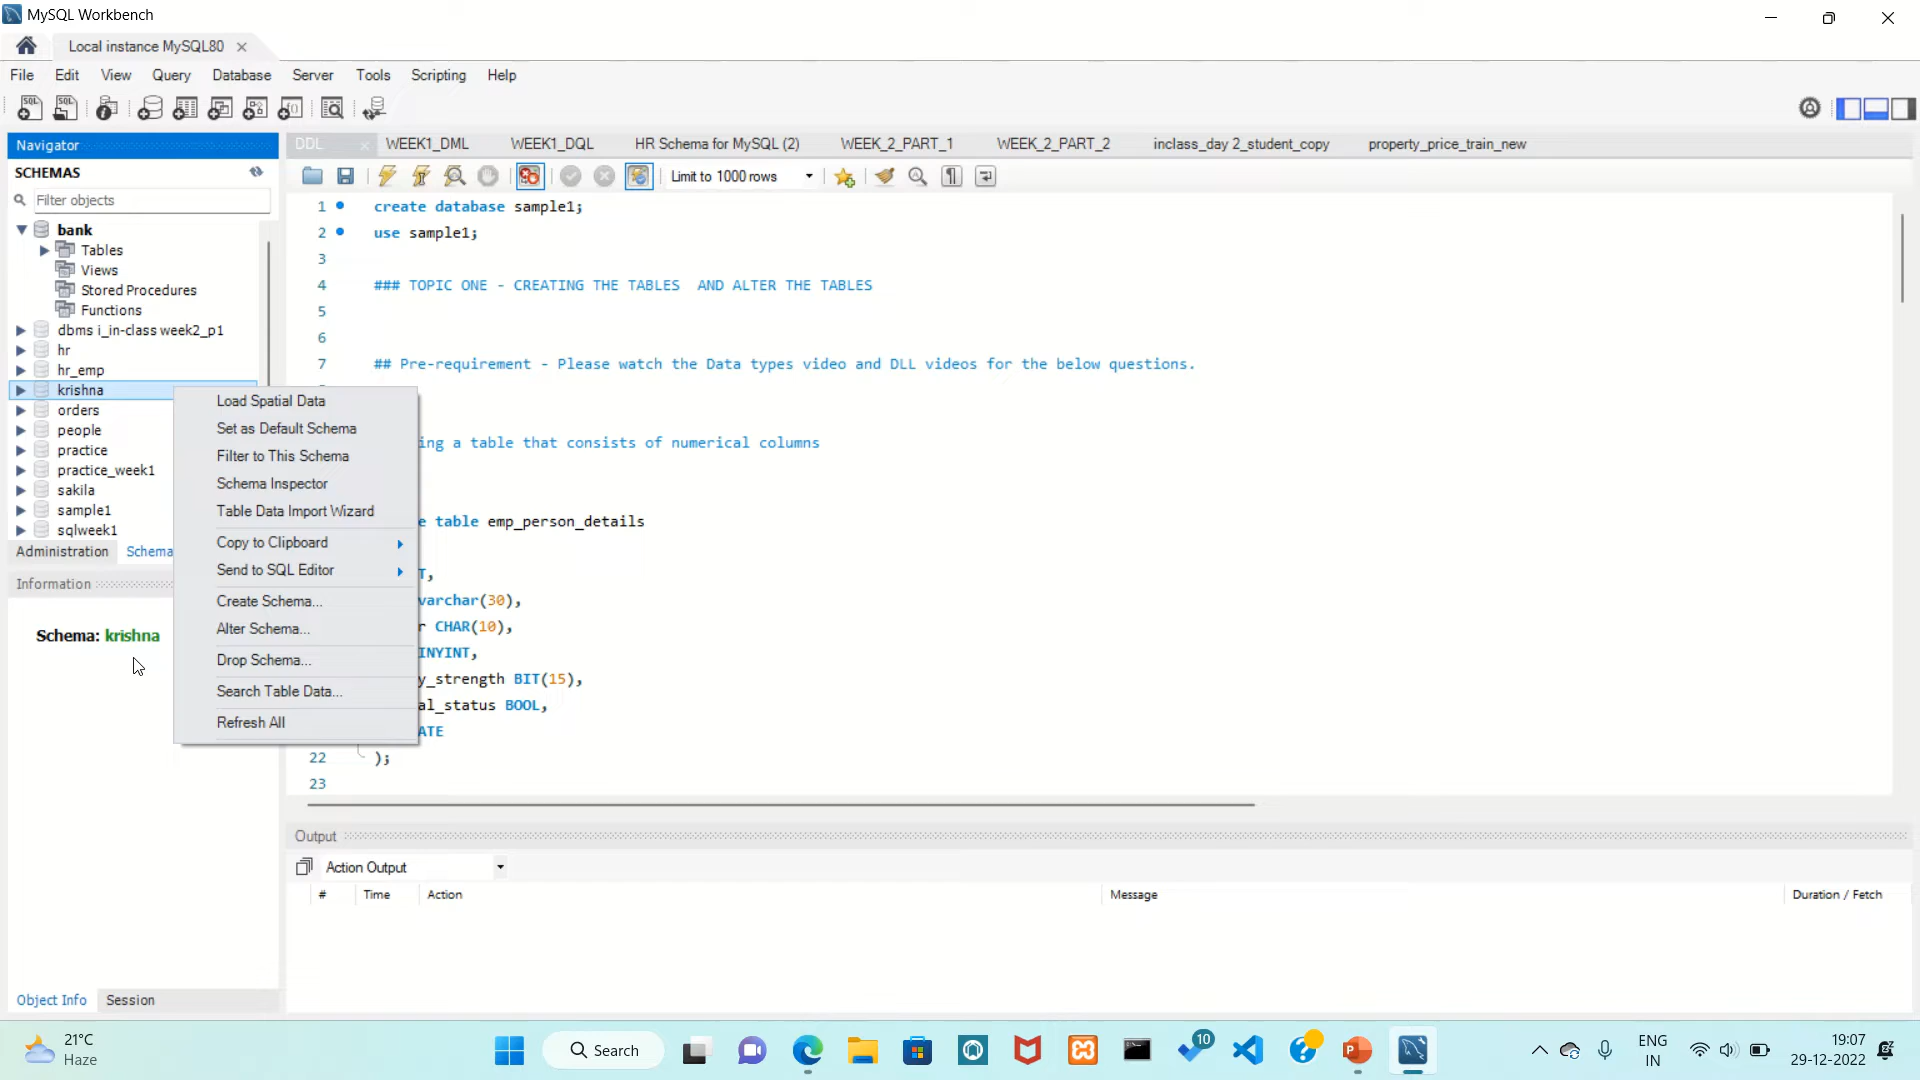 MySQL Workbench
Local instance MySQL80
File Edit View Query Database Server Tools Scripting Help
Navigator
SCHEMAS
Filter objects
bank
Tables
Views
Stored Procedures
Functions
dbms i_in-class week2_p1
hr
hr_emp
krishna
orders
people
practice
practice_week1
sakila
sample1
sqlweek1
Administration Schema
Information
Schema: krishna
Object Info Session
Load Spatial Data
Set as Default Schema
Filter to This Schema
Schema Inspector
Table Data Import Wizard
Copy to Clipboard
Send to SQL Editor
Create Schema...
Alter Schema...
Drop Schema...
Search Table Data...
Refresh All
DDL WEEK1_DML WEEK1_DQL HR Schema for MySQL (2) WEEK_2_PART_1 WEEK_2_PART_2 inclass_day 2_student_copy property_price_train_new
Limit to 1000 rows
1 create database sample1;
2 use sample1;
3
4 ### TOPIC ONE - CREATING THE TABLES AND ALTER THE TABLES
5
6
7 ## Pre-requirement - Please watch the Data types video and DLL videos for the below questions.
ing a table that consists of numerical columns
e table emp_person_details
T,
varchar(30),
r CHAR(10),
INYINT,
y_strength BIT(15),
al_status BOOL,
ATE
22 );
23
Output
Action Output
# Time Action Message Duration / Fetch
21°C
Haze
Search
10
ENG
IN
19:07
29-12-2022